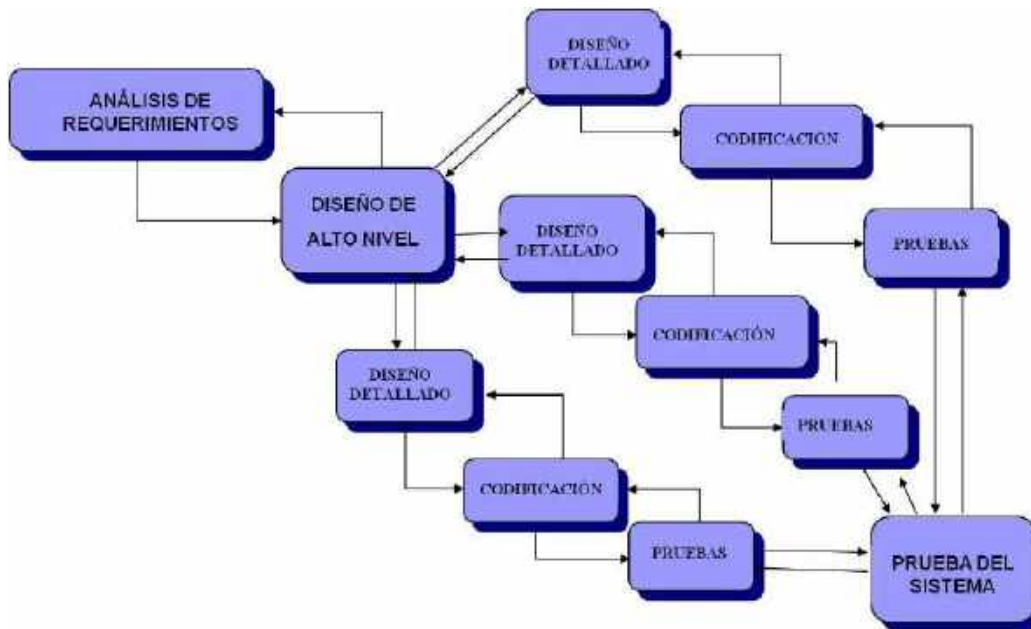 DISEÑO
DETALLADO
ANÁLISIS DE
REQUERIMIENTOS
CODIFICACIÓN
DISEÑO DE
ALTO NIVEL
DISEÑO
DETALLADO
PRUEBAS
CODIFICACIÓN
DISEÑO
DETALLADO
PRUEBAS
CODIFICACIÓN
PRUEBAS
PRUEBA DEL
SISTEMA